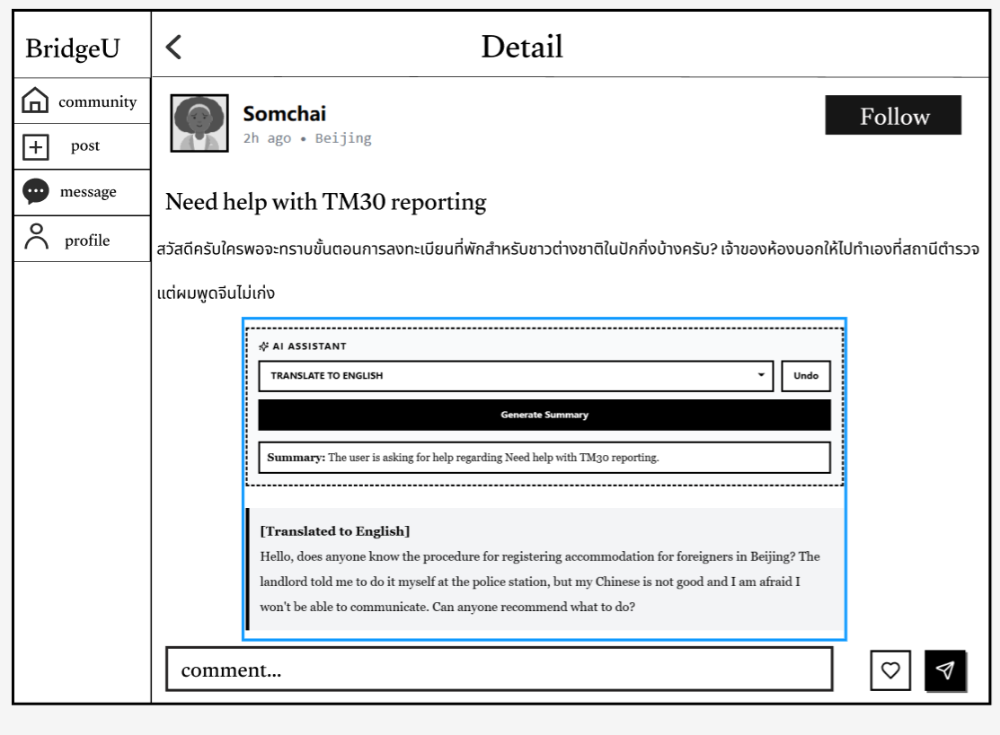 BridgeU
Detail
community
post
message
profile
Somchai
2h ago • Beijing
Follow
Need help with TM30 reporting
สวัสดีครับใครพอจะทราบขั้นตอนการลงทะเบียนที่พักสำหรับชาวต่างชาติในปักกิ่งบ้างครับ? เจ้าของห้องบอกให้ไปทำเองที่สถานีตำรวจ
แต่ผมพูดจีนไม่เก่ง
AI ASSISTANT
TRANSLATE TO ENGLISH
Undo
Generate Summary
Summary: The user is asking for help regarding Need help with TM30 reporting.
[Translated to English]
Hello, does anyone know the procedure for registering accommodation for foreigners in Beijing? The
landlord told me to do it myself at the police station, but my Chinese is not good and I am afraid I
won't be able to communicate. Can anyone recommend what to do?
comment...